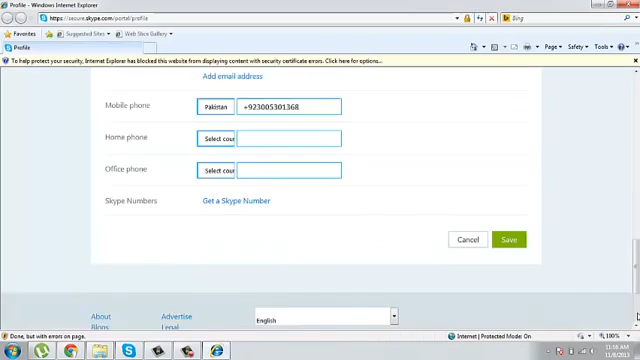 Profile - Windows Internet Explorer
https://secure.skype.com/portal/profile
Bing
Favorites
Suggested Sites
Web Slice Gallery
Profile
Page
Safety
Tools
To help protect your security, Internet Explorer has blocked this website from displaying content with security certificate errors. Click here for options...
Add email address
Mobile phone
Pakistan
+923005301368
Home phone
Select cour
Office phone
Select cour
Skype Numbers
Get a Skype Number
Cancel
Save
About
Advertise
English
Blogs
Legal
Done, but with errors on page.
Internet | Protected Mode: On
100%
11:56 AM
11/8/2013